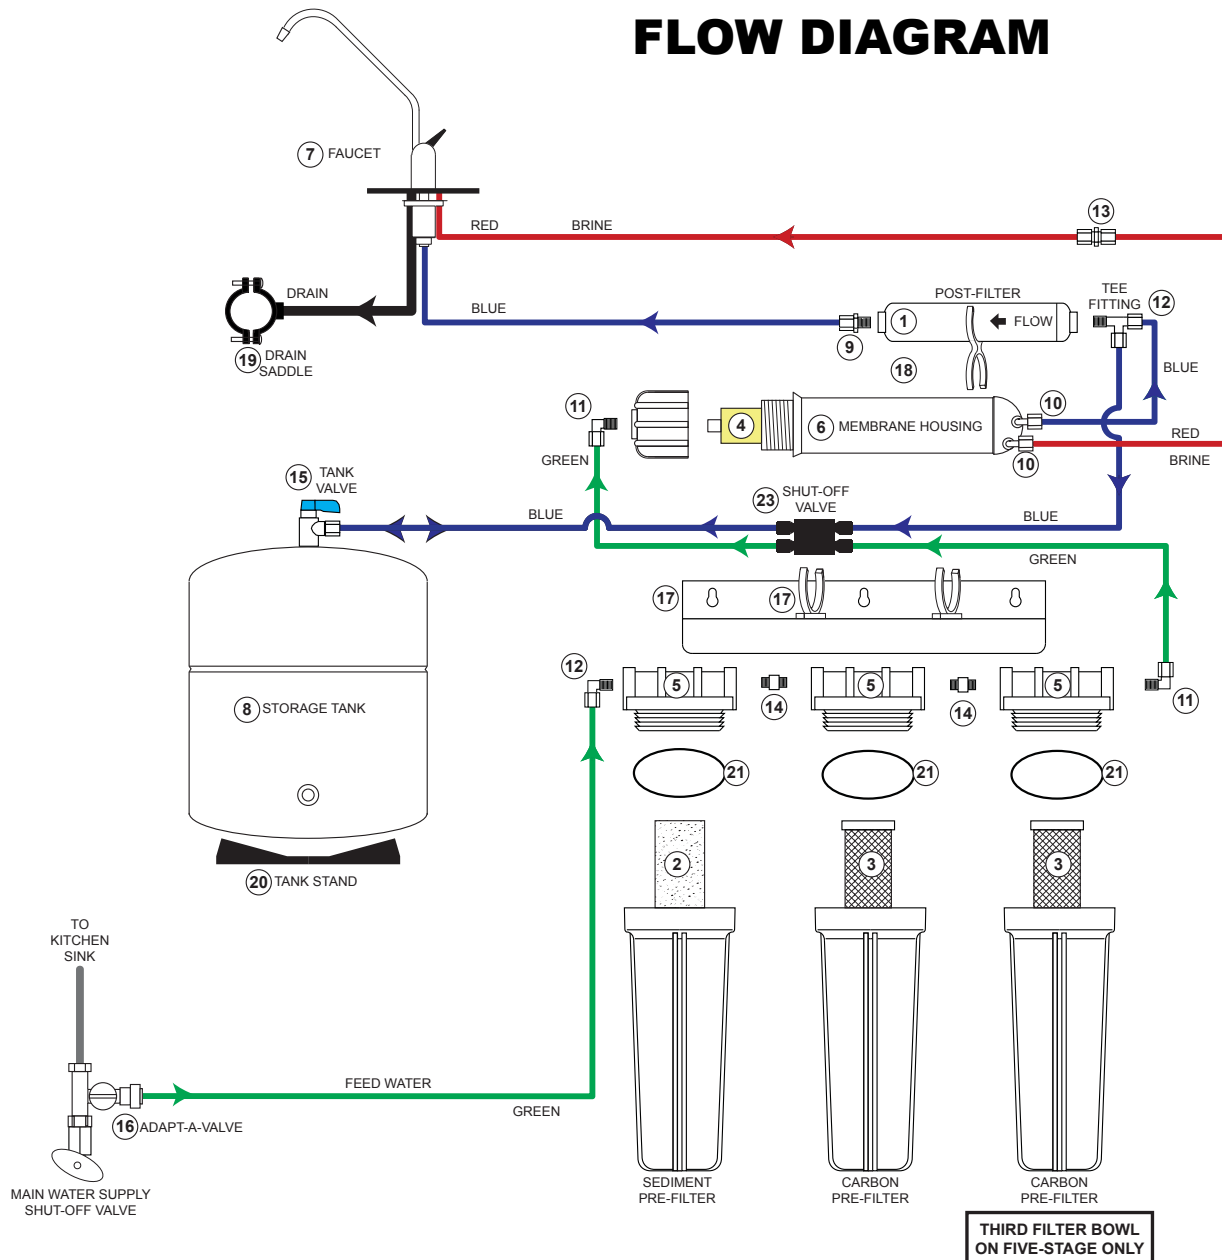 FLOW DIAGRAM
7 FAUCET
RED
BRINE
13
DRAIN
BLUE
POST-FILTER
TEE
FITTING
12
1
FLOW
9
18
19 DRAIN
SADDLE
BLUE
11
4
6 MEMBRANE HOUSING
10
10
RED
BRINE
GREEN
15 TANK
VALVE
23 SHUT-OFF
VALVE
BLUE
BLUE
GREEN
17
17
12
5
14
5
14
5
11
8 STORAGE TANK
21
21
21
2
3
3
20 TANK STAND
TO
KITCHEN
SINK
FEED WATER
GREEN
16 ADAPT-A-VALVE
MAIN WATER SUPPLY
SHUT-OFF VALVE
SEDIMENT
PRE-FILTER
CARBON
PRE-FILTER
CARBON
PRE-FILTER
THIRD FILTER BOWL
ON FIVE-STAGE ONLY